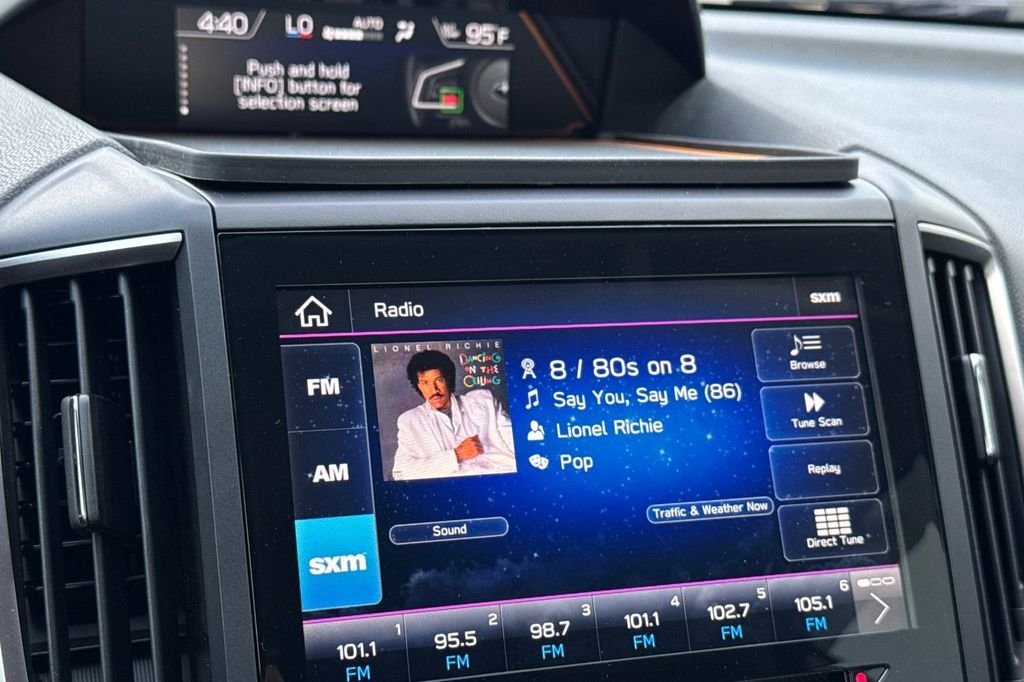 4:40
LO
AUTO
95°F
Push and hold
[INFO] button for
selection screen
Radio
sxm
FM
AM
sxm
LIONEL RICHIE
DANCING
ON THE
CEILING
8 / 80s on 8
Say You, Say Me (86)
Lionel Richie
Pop
Sound
Traffic & Weather Now
Browse
Tune Scan
Replay
Direct Tune
1
101.1
FM
2
95.5
FM
3
98.7
FM
4
101.1
FM
5
102.7
FM
6
105.1
FM